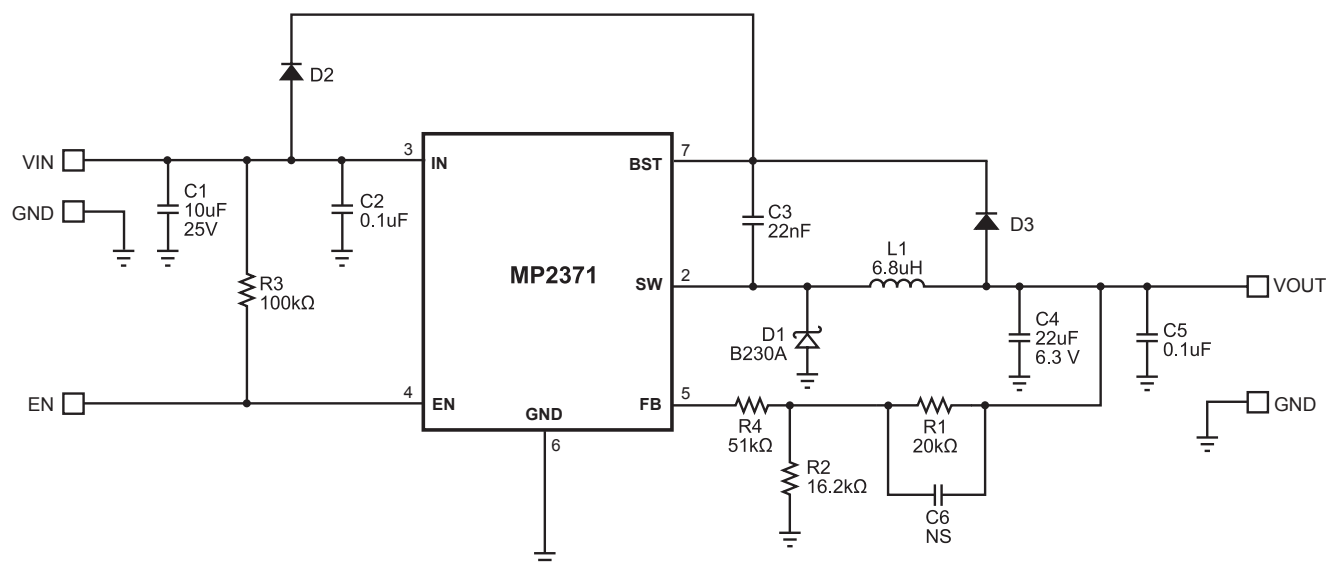 D2
VIN
3
IN
BST
7
C1
10uF
25V
C2
0.1uF
GND
C3
22nF
D3
MP2371
R3
100kΩ
SW
2
L1
6.8uH
VOUT
D1
B230A
C4
22uF
6.3 V
C5
0.1uF
EN
4
EN
GND
6
FB
5
R4
51kΩ
R1
20kΩ
GND
R2
16.2kΩ
C6
NS